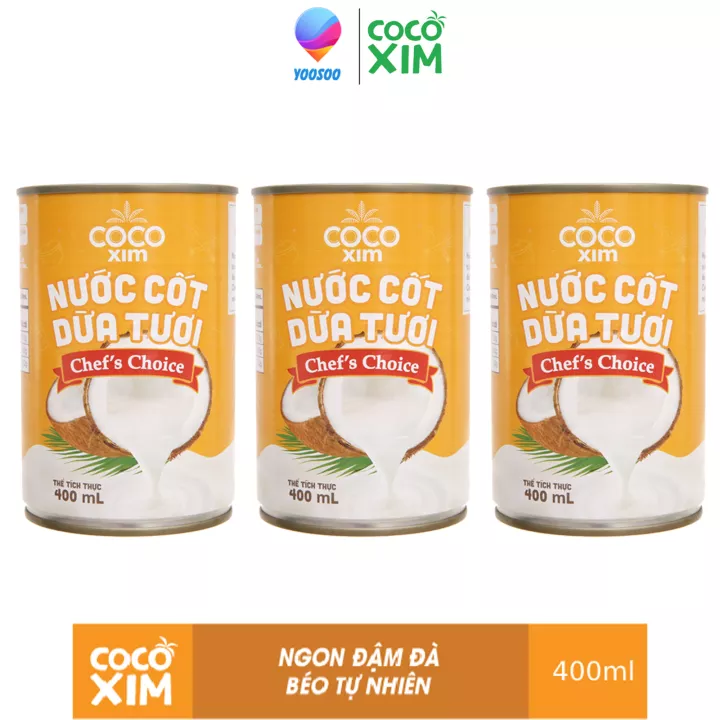 YOOSOO
COCO
XIM
COCO
XIM
NƯỚC CỐT
DỪA TƯƠI
Chef's Choice
THỂ TÍCH THỰC
400 mL
COCO
XIM
NƯỚC CỐT
DỪA TƯƠI
Chef's Choice
THỂ TÍCH THỰC
400 mL
COCO
XIM
NƯỚC CỐT
DỪA TƯƠI
Chef's Choice
THỂ TÍCH THỰC
400 mL
COCO
XIM
NGON ĐẬM ĐÀ
BÉO TỰ NHIÊN
400ml